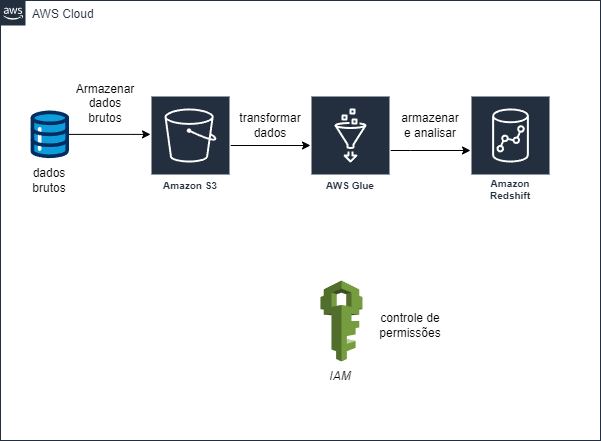 aws
AWS Cloud
Armazenar
dados
brutos
dados
brutos
Amazon S3
transformar
dados
AWS Glue
armazenar
e analisar
Amazon
Redshift
controle de
permissões
IAM